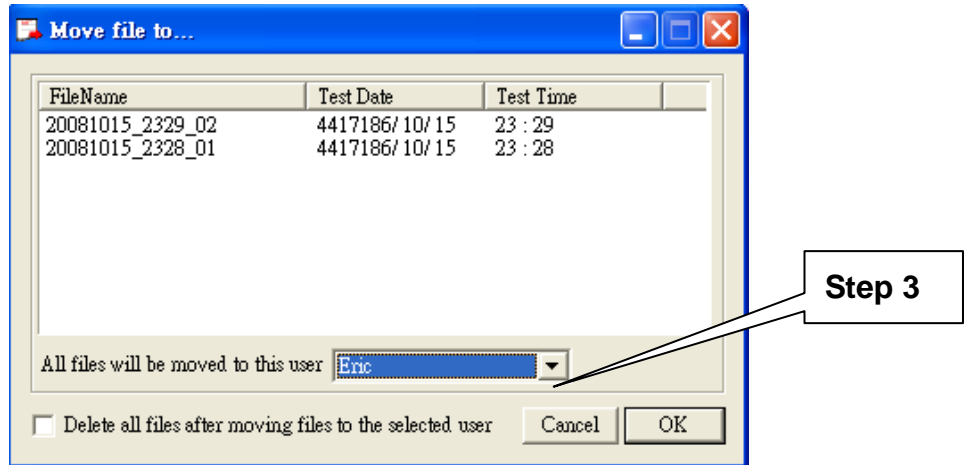 Move file to...
FileName Test Date Test Time
20081015_2329_02 4417186/10/15 23 : 29
20081015_2328_01 4417186/10/15 23 : 28
Step 3
All files will be moved to this user Eric
Delete all files after moving files to the selected user Cancel OK